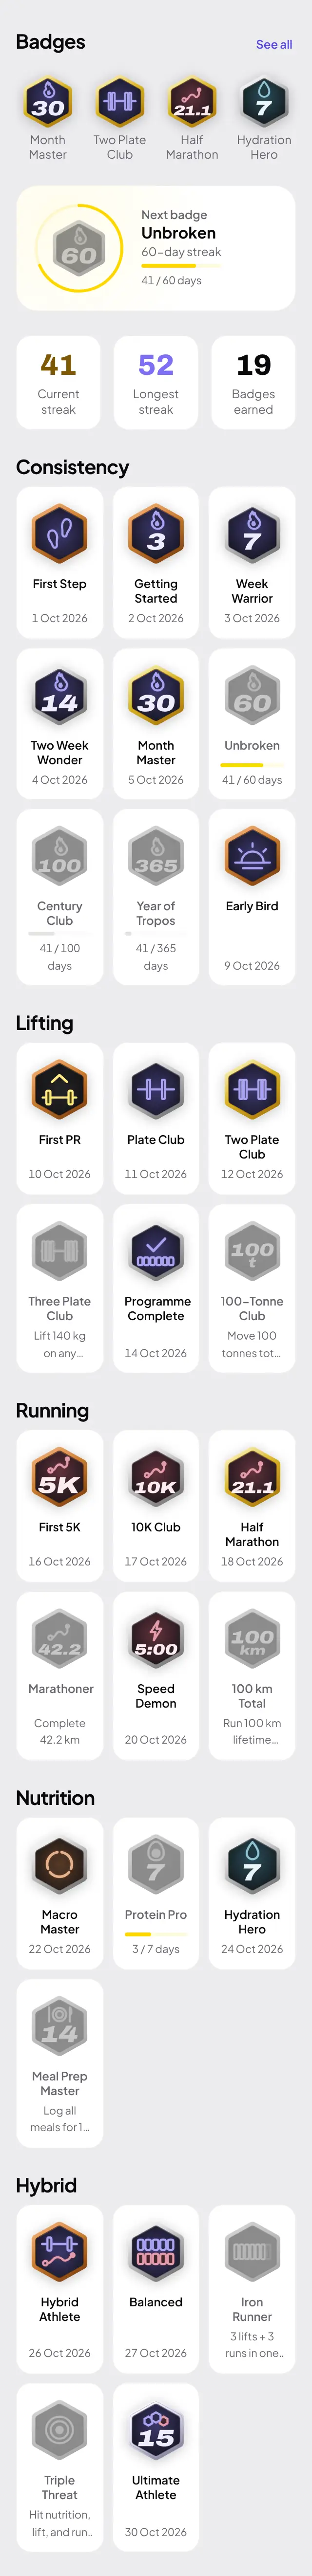 Badges
See all
30
21.1
7
Month
Master
Two Plate
Club
Half
Marathon
Hydration
Hero
60
Next badge
Unbroken
60-day streak
41 / 60 days
41
52
19
Current
streak
Longest
streak
Badges
earned
Consistency
3
7
First Step
Getting
Started
Week
Warrior
1 Oct 2026
2 Oct 2026
3 Oct 2026
14
30
60
Two Week
Wonder
Month
Master
Unbroken
4 Oct 2026
5 Oct 2026
41 / 60 days
100
365
Century
Club
Year of
Tropos
Early Bird
41 / 100
days
41 / 365
days
9 Oct 2026
Lifting
First PR
Plate Club
Two Plate
Club
10 Oct 2026
11 Oct 2026
12 Oct 2026
100
t
Three Plate
Club
Programme
Complete
100-Tonne
Club
Lift 140 kg
on any...
14 Oct 2026
Move 100
tonnes tot...
Running
5K
10K
21.1
First 5K
10K Club
Half
Marathon
16 Oct 2026
17 Oct 2026
18 Oct 2026
42.2
5:00
100
km
Marathoner
Speed
Demon
100 km
Total
Complete
42.2 km
20 Oct 2026
Run 100 km
lifetime...
Nutrition
7
7
Macro
Master
Protein Pro
Hydration
Hero
22 Oct 2026
3 / 7 days
24 Oct 2026
14
Meal Prep
Master
Log all
meals for 1...
Hybrid
Hybrid
Athlete
Balanced
Iron
Runner
26 Oct 2026
27 Oct 2026
3 lifts + 3
runs in one..
15
Triple
Threat
Ultimate
Athlete
Hit nutrition,
lift, and run..
30 Oct 2026